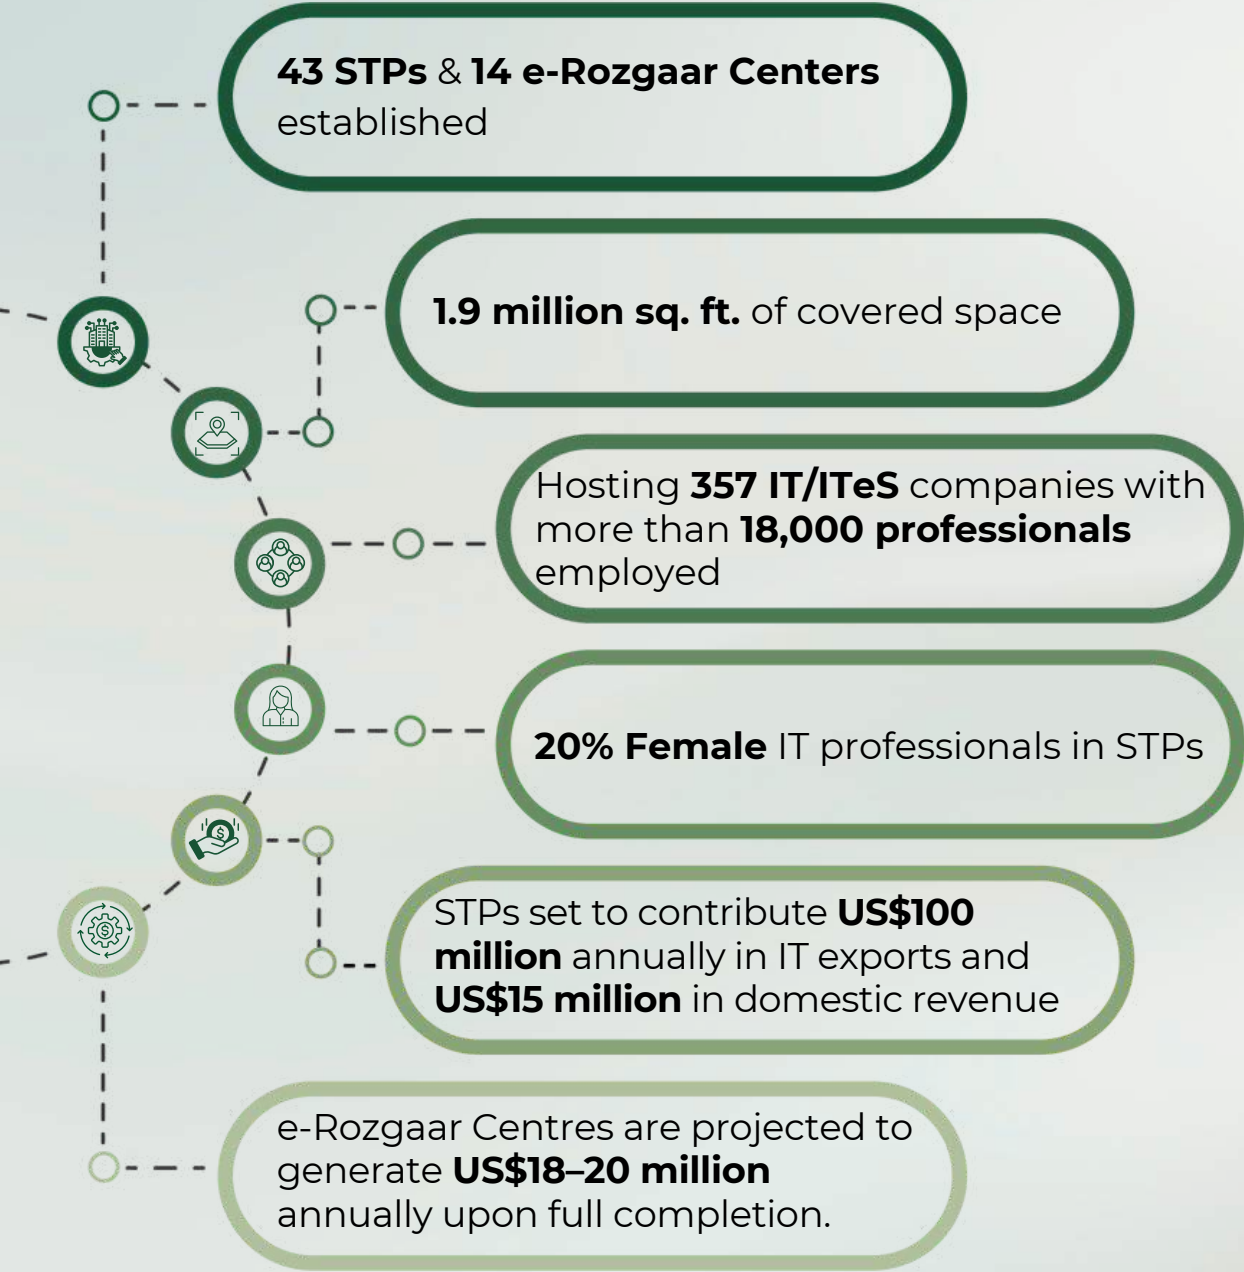 43 STPs & 14 e-Rozgaar Centers
established
1.9 million sq. ft. of covered space
Hosting 357 IT/ITeS companies with
more than 18,000 professionals
employed
20% Female IT professionals in STPs
STPs set to contribute US$100
million annually in IT exports and
US$15 million in domestic revenue
e-Rozgaar Centres are projected to
generate US$18–20 million
annually upon full completion.